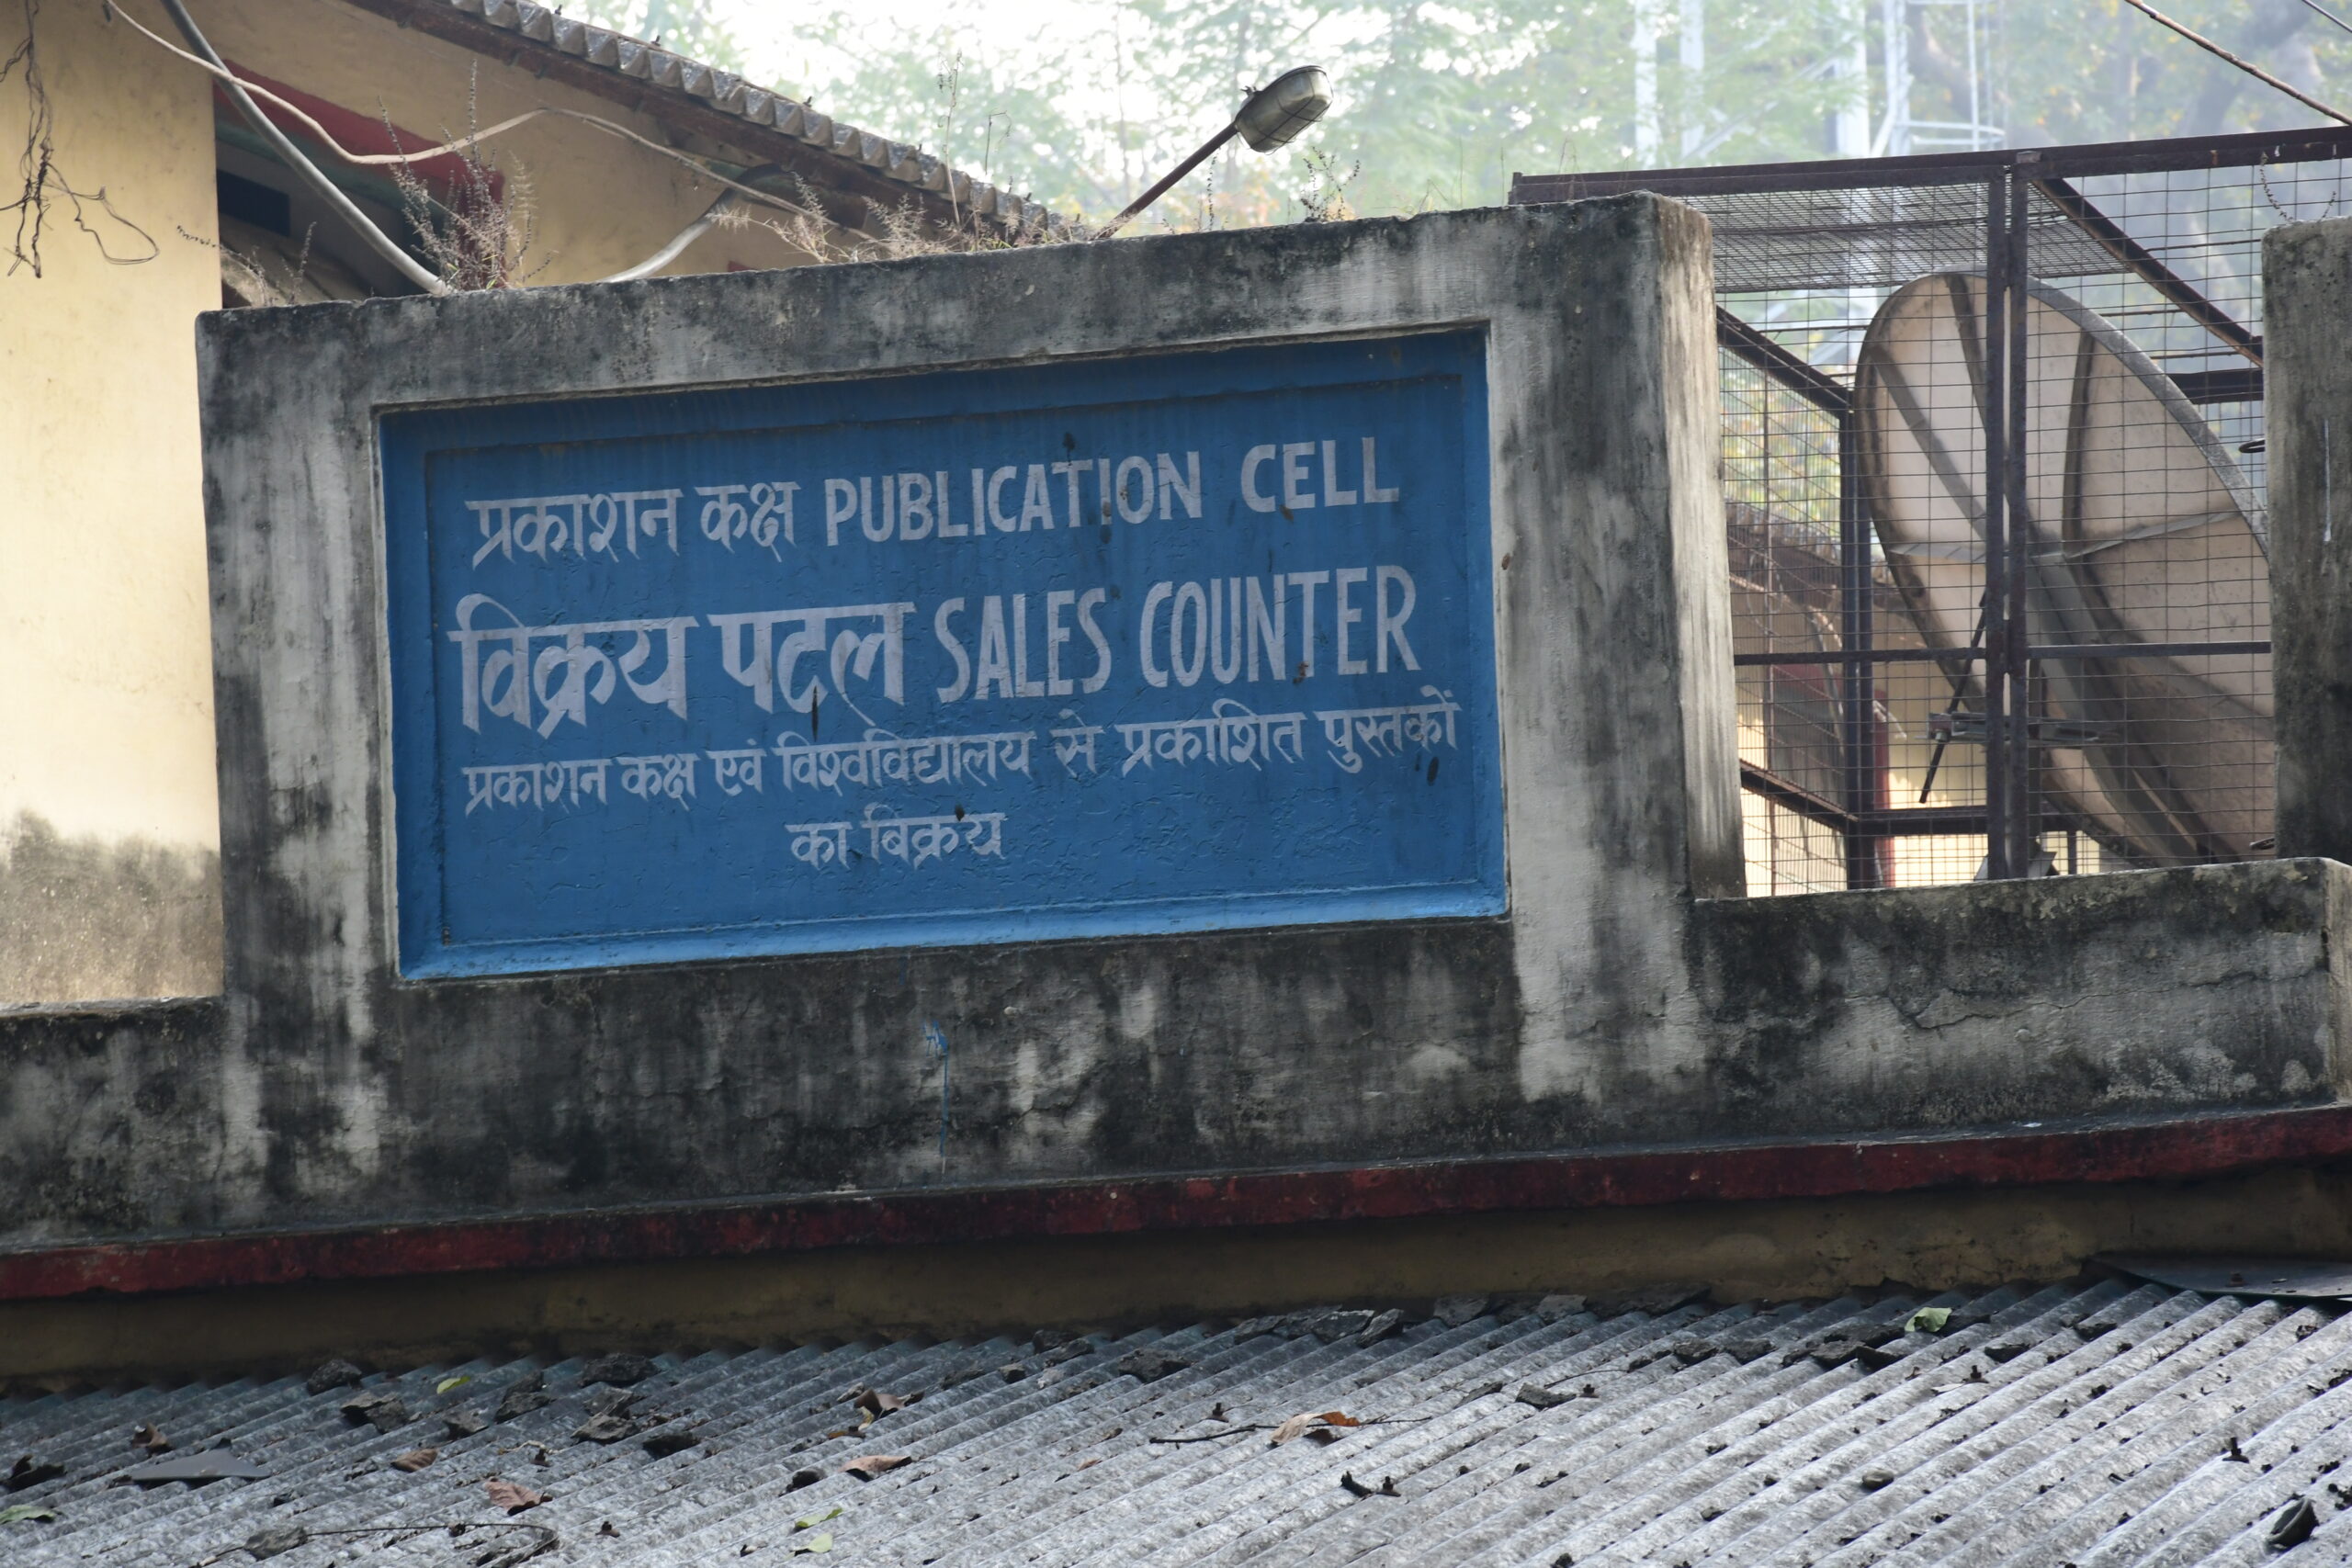 प्रकाशन कक्ष PUBLICATION CELL
विक्रय पटल SALES COUNTER
प्रकाशन कक्ष एवं विश्वविद्यालय से प्रकाशित पुस्तकों
का बिक्रय